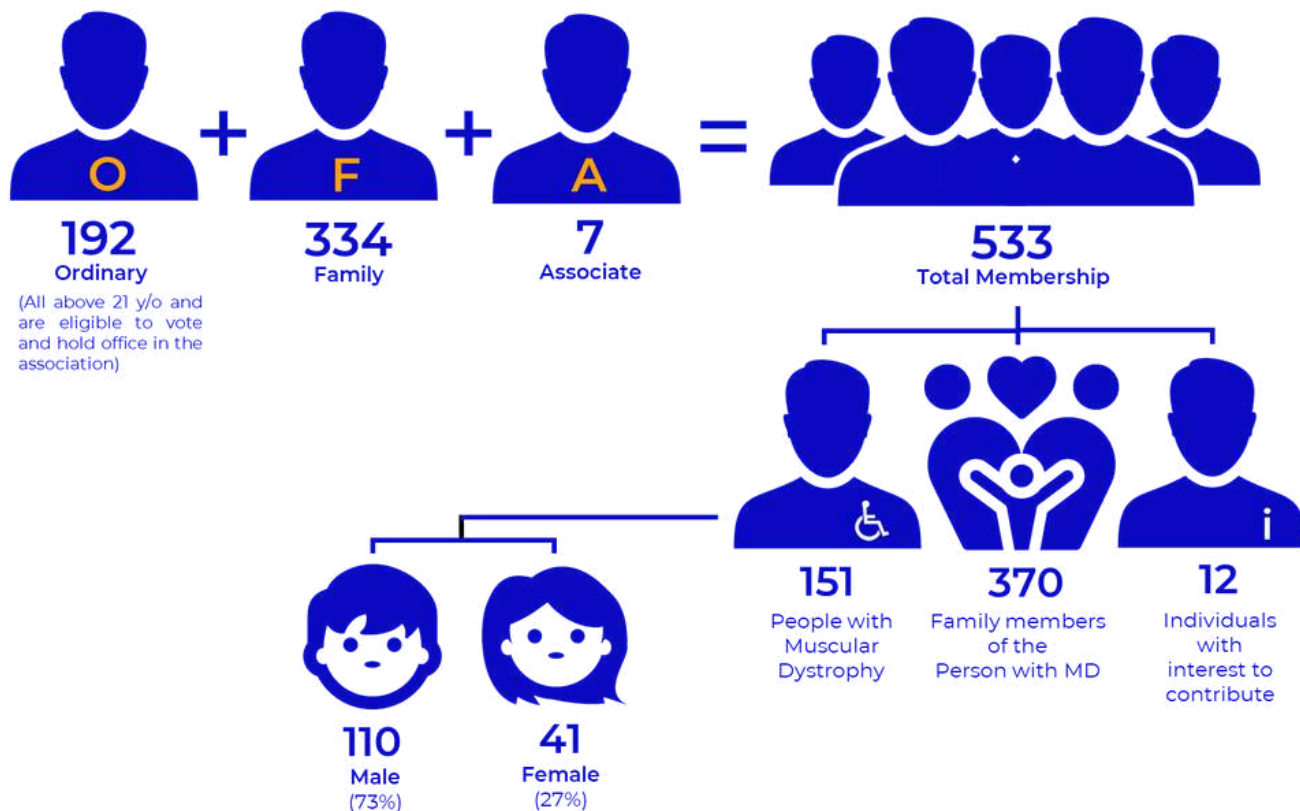 O
+
F
+
A
=
192
Ordinary
(All above 21 y/o and
are eligible to vote
and hold office in the
association)
334
Family
7
Associate
533
Total Membership
i
151
People with
Muscular
Dystrophy
370
Family members
of the
Person with MD
12
Individuals
with
interest to
contribute
110
Male
(73%)
41
Female
(27%)